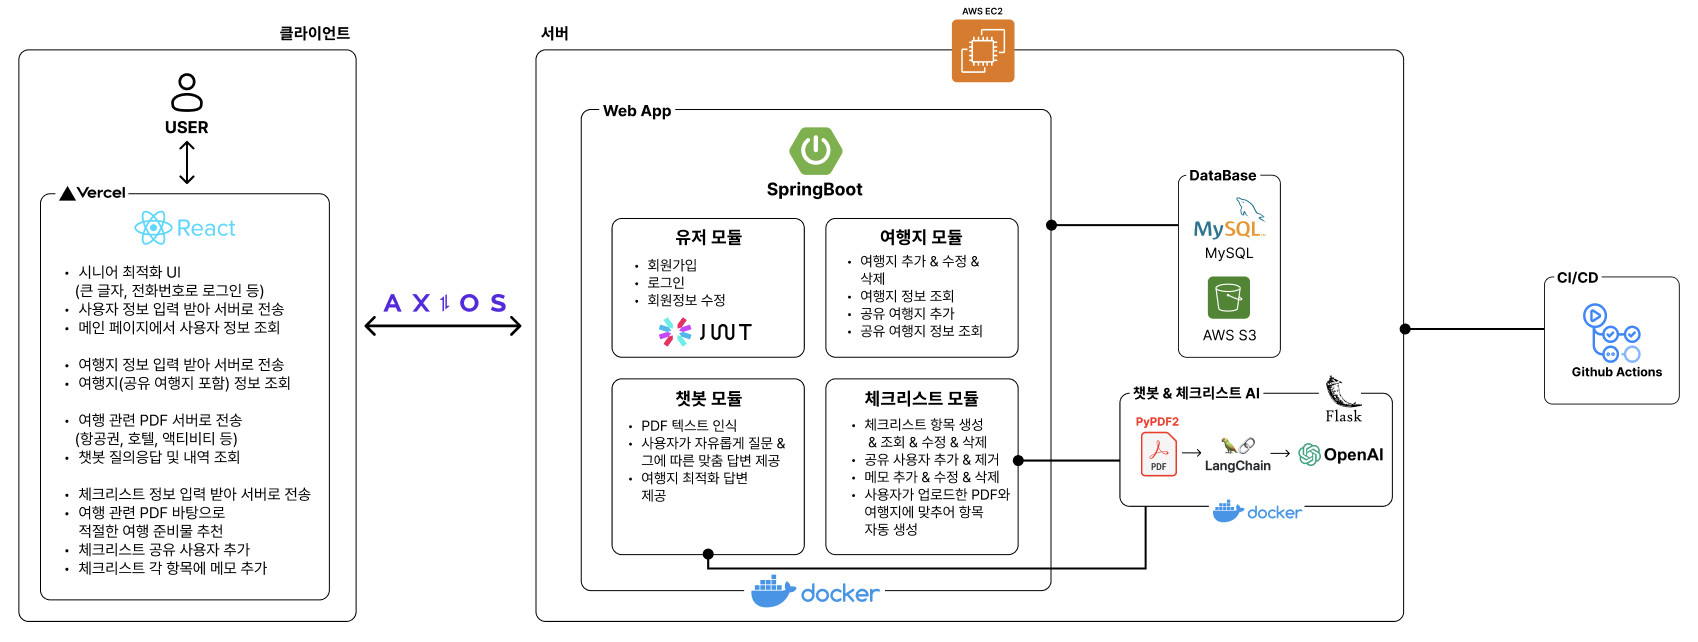 클라이언트
USER
Vercel
React
• 시니어 최적화 UI
(큰 글자, 전화번호로 로그인 등)
• 사용자 정보 입력 받아 서버로 전송
• 메인 페이지에서 사용자 정보 조회
• 여행지 정보 입력 받아 서버로 전송
• 여행지(공유 여행지 포함) 정보 조회
• 여행 관련 PDF 서버로 전송
(항공권, 호텔, 액티비티 등)
• 챗봇 질의응답 및 내역 조회
• 체크리스트 정보 입력 받아 서버로 전송
• 여행 관련 PDF 바탕으로
적절한 여행 준비물 추천
• 체크리스트 공유 사용자 추가
• 체크리스트 각 항목에 메모 추가
AXIOS
서버
AWS EC2
Web App
SpringBoot
유저 모듈
• 회원가입
• 로그인
• 회원정보 수정
JWT
여행지 모듈
• 여행지 추가 & 수정 &
삭제
• 여행지 정보 조회
• 공유 여행지 추가
• 공유 여행지 정보 조회
챗봇 모듈
• PDF 텍스트 인식
• 사용자가 자유롭게 질문 &
그에 따른 맞춤 답변 제공
• 여행지 최적화 답변
제공
체크리스트 모듈
• 체크리스트 항목 생성
& 조회 & 수정 & 삭제
• 공유 사용자 추가 & 제거
• 메모 추가 & 수정 & 삭제
• 사용자가 업로드한 PDF와
여행지에 맞추어 항목
자동 생성
docker
DataBase
MySQL
MySQL
AWS S3
챗봇 & 체크리스트 AI
Flask
PyPDF2
PDF
LangChain
OpenAI
docker
CI/CD
Github Actions